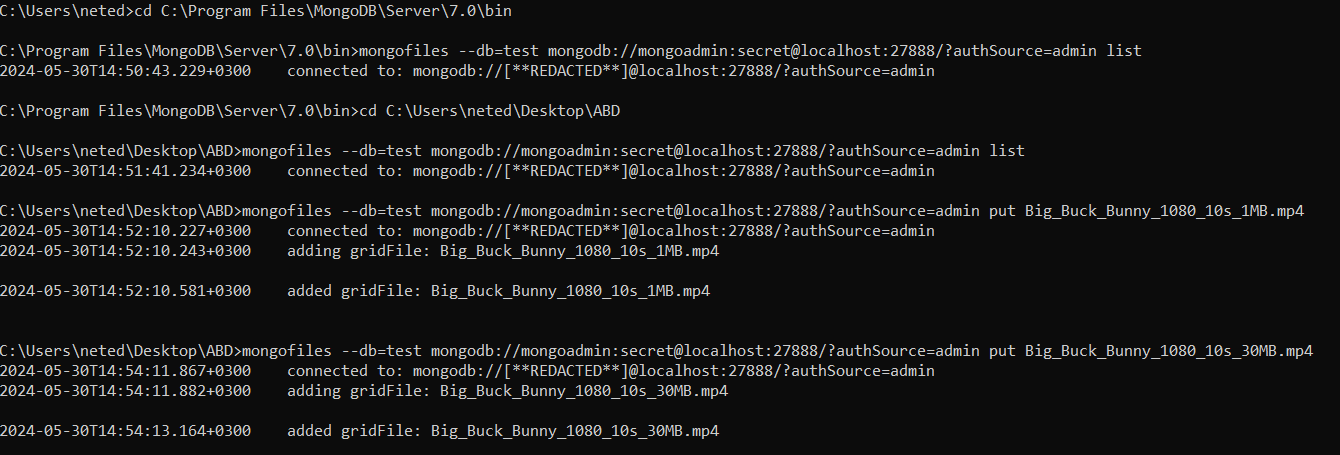 C:\Users\neted>cd C:\Program Files\MongoDB\Server\7.0\bin
C:\Program Files\MongoDB\Server\7.0\bin>mongofiles --db=test mongodb://mongoadmin:secret@localhost:27888/?authSource=admin list
2024-05-30T14:50:43.229+0300    connected to: mongodb://[**REDACTED**]@localhost:27888/?authSource=admin
C:\Program Files\MongoDB\Server\7.0\bin>cd C:\Users\neted\Desktop\ABD
C:\Users\neted\Desktop\ABD>mongofiles --db=test mongodb://mongoadmin:secret@localhost:27888/?authSource=admin list
2024-05-30T14:51:41.234+0300    connected to: mongodb://[**REDACTED**]@localhost:27888/?authSource=admin
C:\Users\neted\Desktop\ABD>mongofiles --db=test mongodb://mongoadmin:secret@localhost:27888/?authSource=admin put Big_Buck_Bunny_1080_10s_1MB.mp4
2024-05-30T14:52:10.227+0300    connected to: mongodb://[**REDACTED**]@localhost:27888/?authSource=admin
2024-05-30T14:52:10.243+0300    adding gridFile: Big_Buck_Bunny_1080_10s_1MB.mp4
2024-05-30T14:52:10.581+0300    added gridFile: Big_Buck_Bunny_1080_10s_1MB.mp4
C:\Users\neted\Desktop\ABD>mongofiles --db=test mongodb://mongoadmin:secret@localhost:27888/?authSource=admin put Big_Buck_Bunny_1080_10s_30MB.mp4
2024-05-30T14:54:11.867+0300    connected to: mongodb://[**REDACTED**]@localhost:27888/?authSource=admin
2024-05-30T14:54:11.882+0300    adding gridFile: Big_Buck_Bunny_1080_10s_30MB.mp4
2024-05-30T14:54:13.164+0300    added gridFile: Big_Buck_Bunny_1080_10s_30MB.mp4